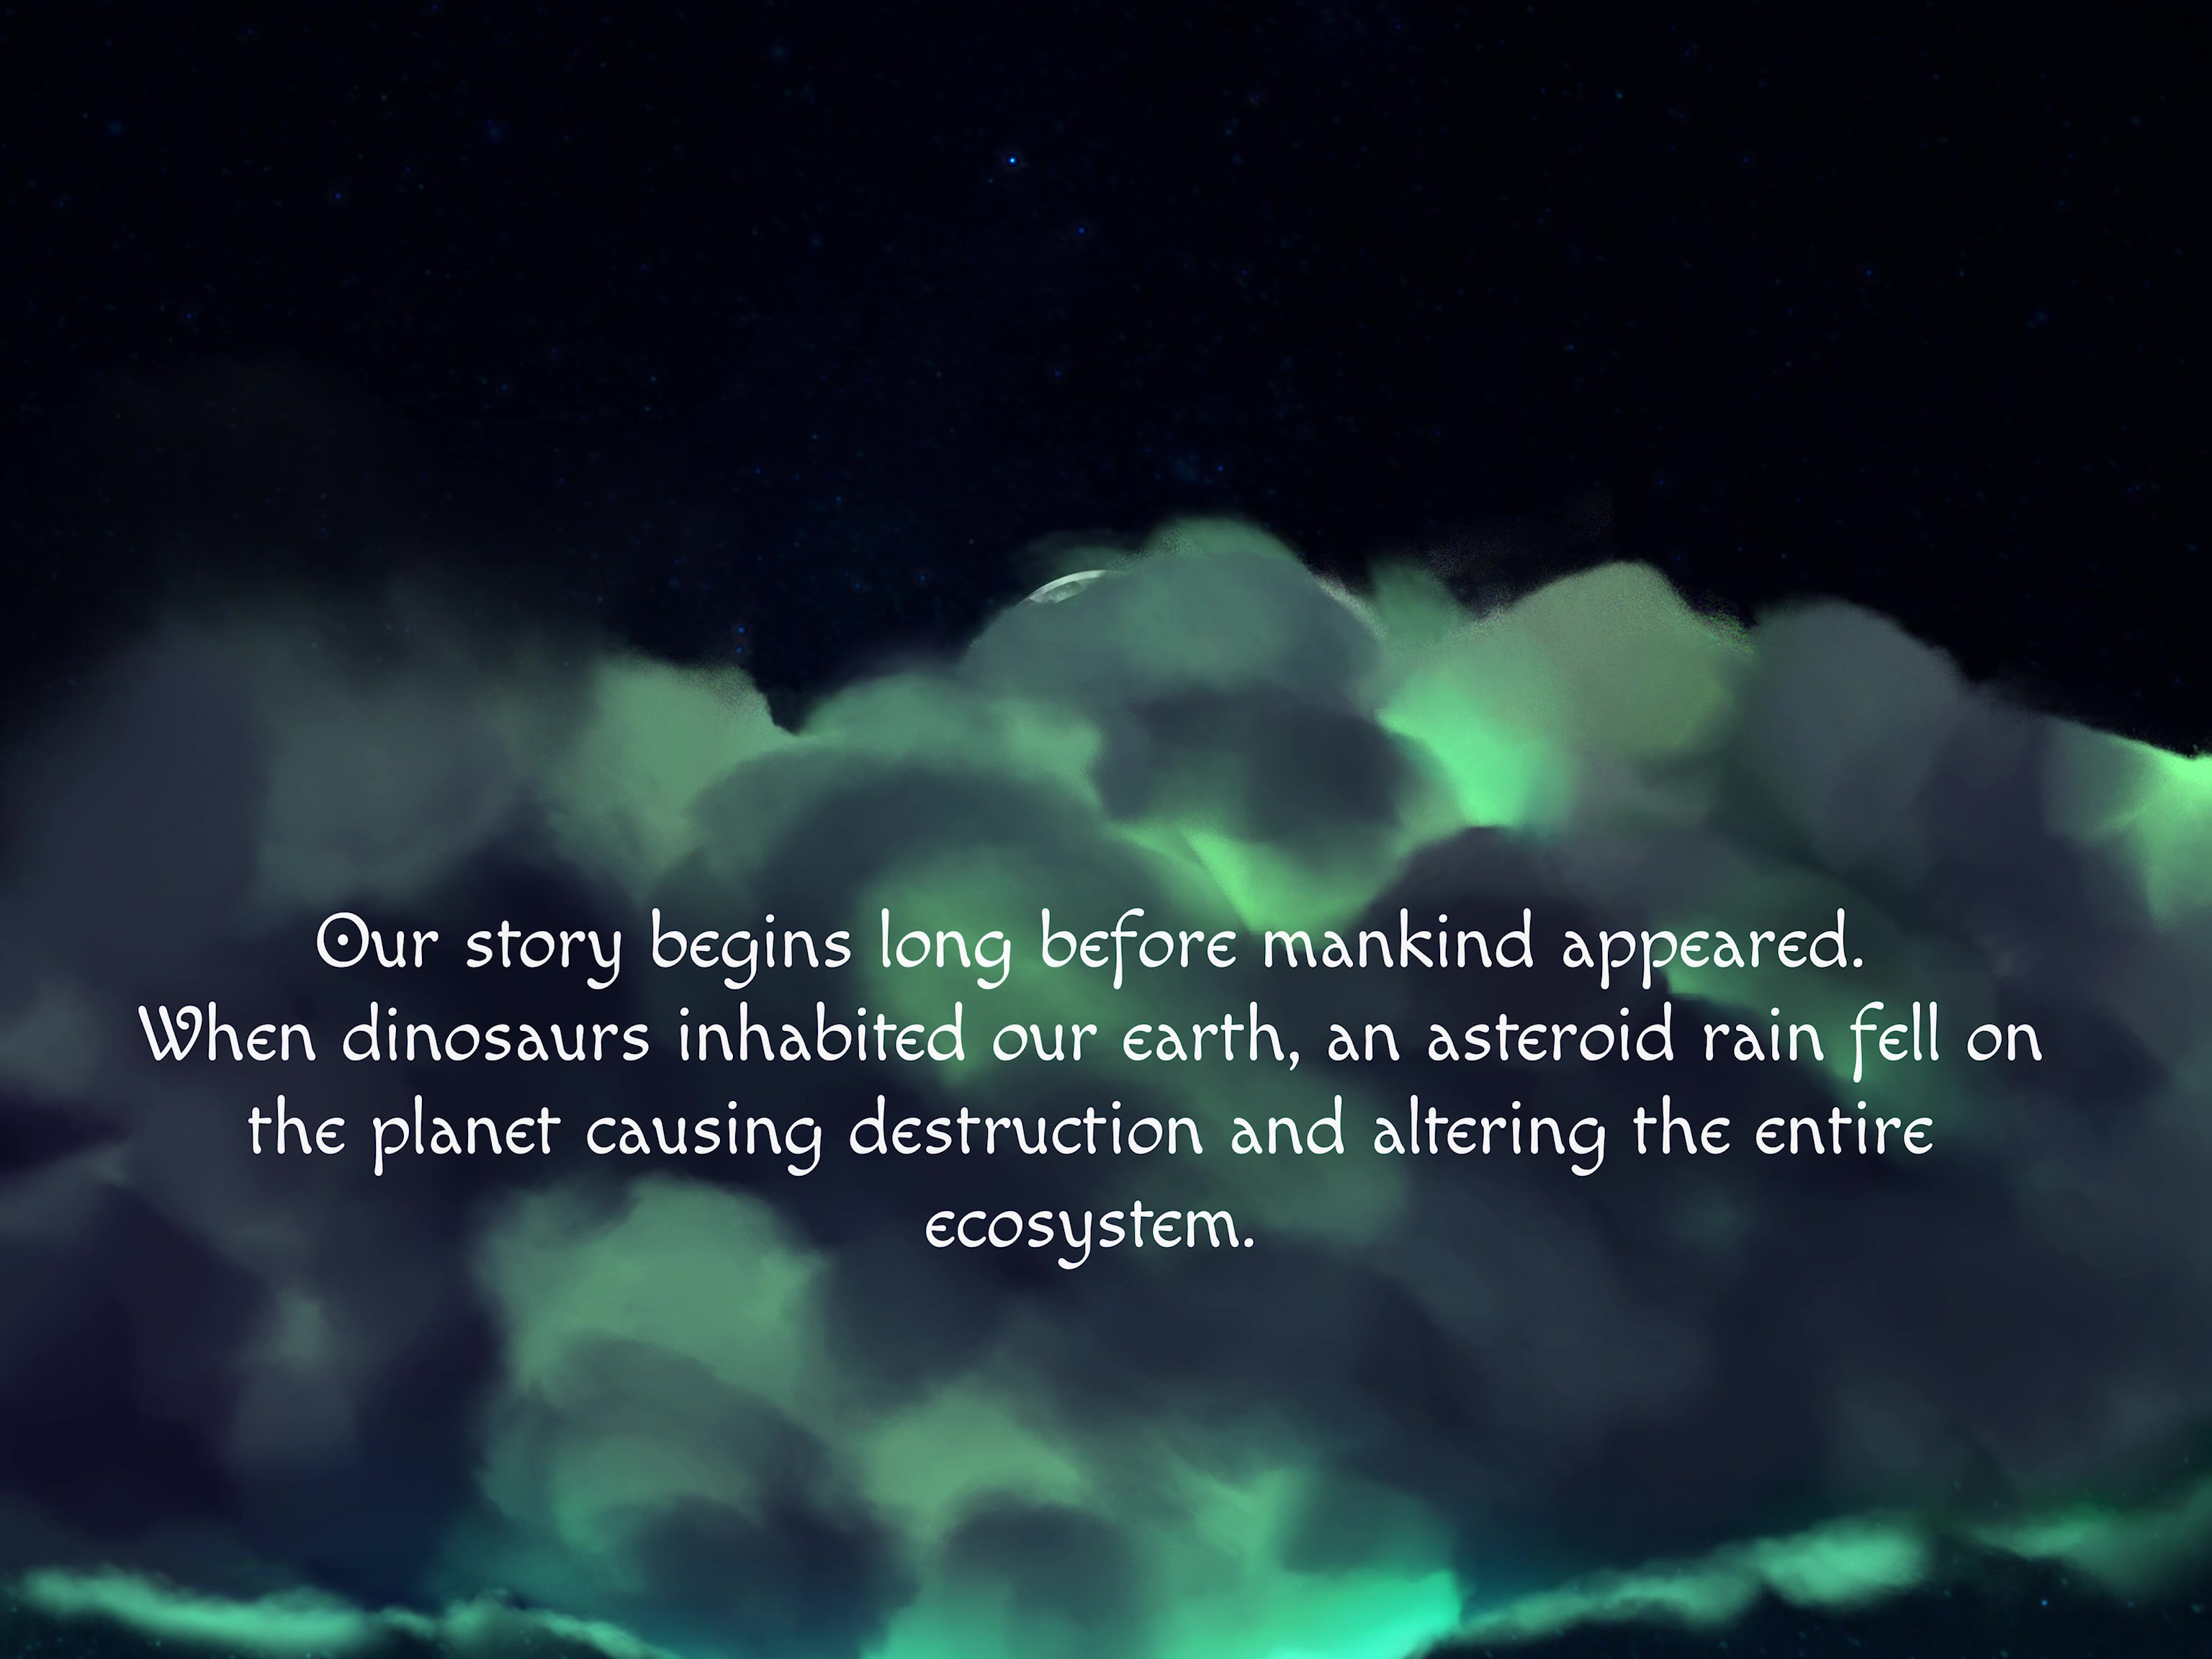 Our story begins long before mankind appeared.
When dinosaurs inhabited our earth, an asteroid rain fell on
the planet causing destruction and altering the entire
ecosystem.